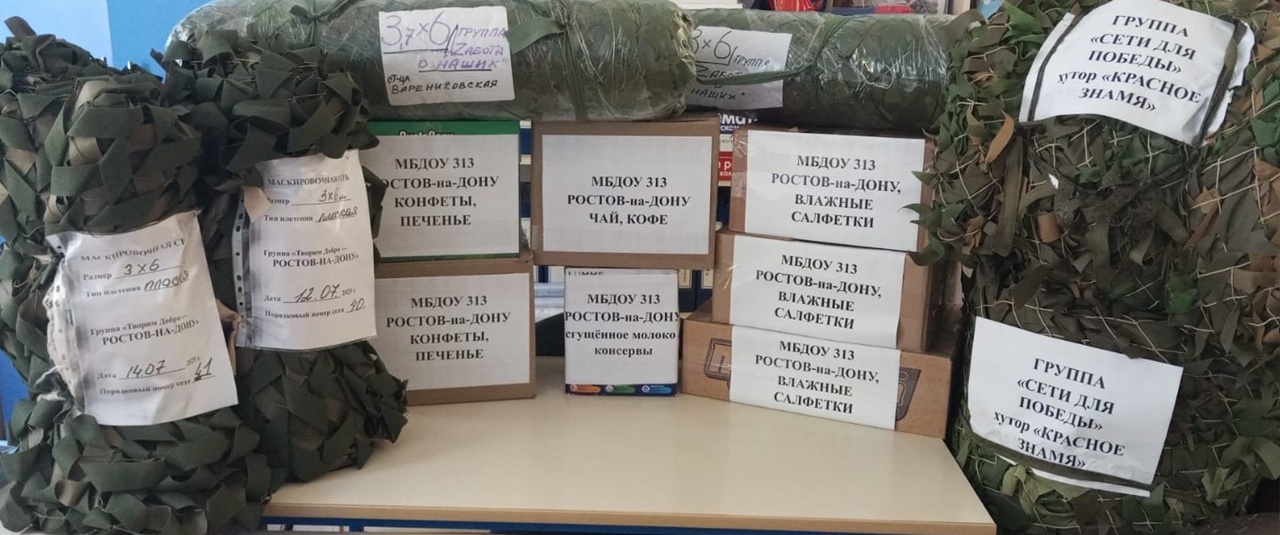 3,7×6
ГРУППА
Zабота
о наших"
ст-ца
Варениковская
3×6
ГРУППА
наших"
ГРУППА
«СЕТИ ДЛЯ
ПОБЕДЫ»
хутор «КРАСНОЕ
ЗНАМЯ»
МАСКИРОВОЧНАЯ СЕ
Размер 3×6
Тип плетения плоское
Группа «Творим Добро –
РОСТОВ-НА-ДОНУ»
Дата 14.07
Порядковый номер сети 41
МАСКИРОВОЧНАЯ
Размер 3×6
Тип плетения
Группа «Творим Добро –
РОСТОВ-НА-ДОНУ»
Дата 12.07.
Порядковый номер сети 40.
МБДОУ 313
РОСТОВ-на-ДОНУ
КОНФЕТЫ,
ПЕЧЕНЬЕ
МБДОУ 313
РОСТОВ-на-ДОНУ
ЧАЙ, КОФЕ
МБДОУ 313
РОСТОВ-на-ДОНУ,
ВЛАЖНЫЕ
САЛФЕТКИ
МБДОУ 313
РОСТОВ-на-ДОНУ
КОНФЕТЫ,
ПЕЧЕНЬЕ
МБДОУ 313
РОСТОВ-на-ДОНУ
сгущённое молоко
консервы
МБДОУ 313
РОСТОВ-на-ДОНУ,
ВЛАЖНЫЕ
САЛФЕТКИ
МБДОУ 313
РОСТОВ-на-ДОНУ,
ВЛАЖНЫЕ
САЛФЕТКИ
ГРУППА
«СЕТИ ДЛЯ
ПОБЕДЫ»
хутор «КРАСНОЕ
ЗНАМЯ»